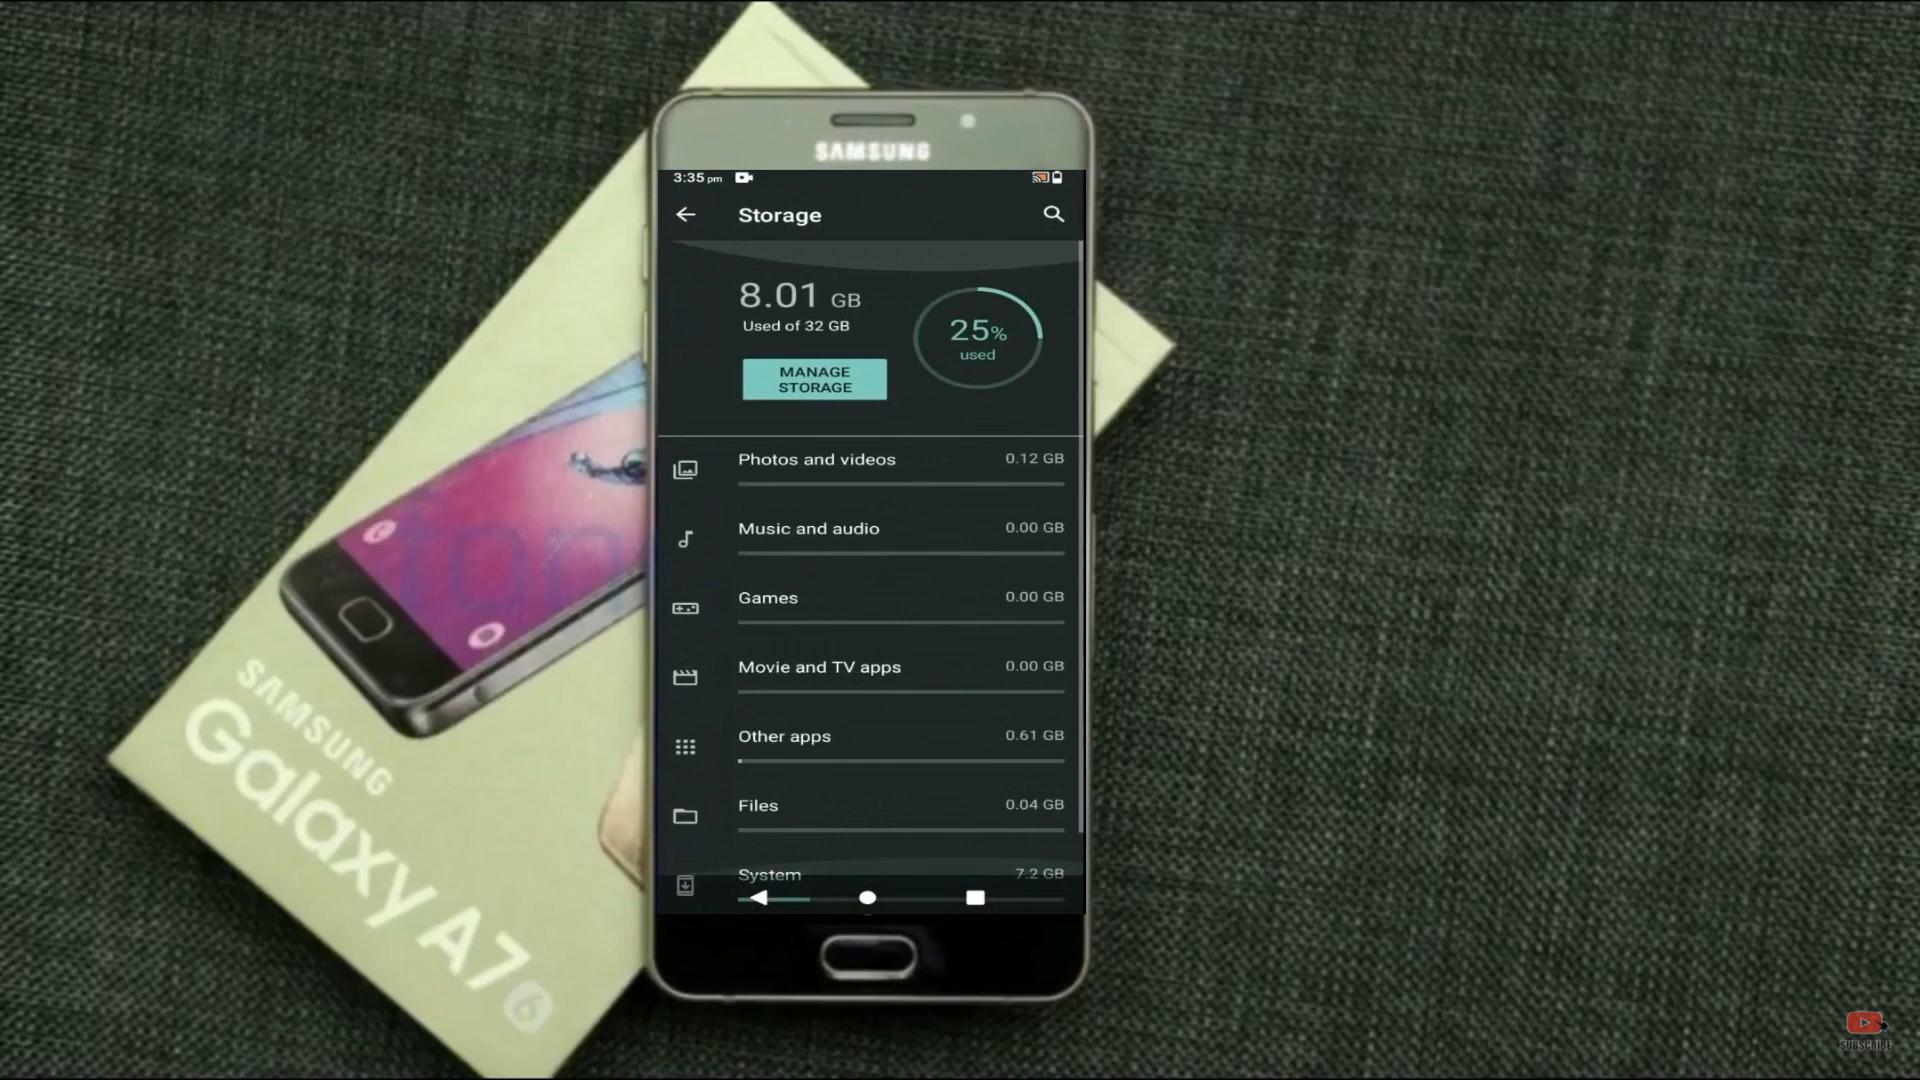 SAMSUNG
3:35 pm
Storage
8.01 GB
Used of 32 GB
25%
used
MANAGE
STORAGE
Photos and videos 0.12 GB
Music and audio 0.00 GB
Games 0.00 GB
Movie and TV apps 0.00 GB
Other apps 0.61 GB
Files 0.04 GB
System 7.2 GB
SAMSUNG
Galaxy A7
6
SUBSCRIBE